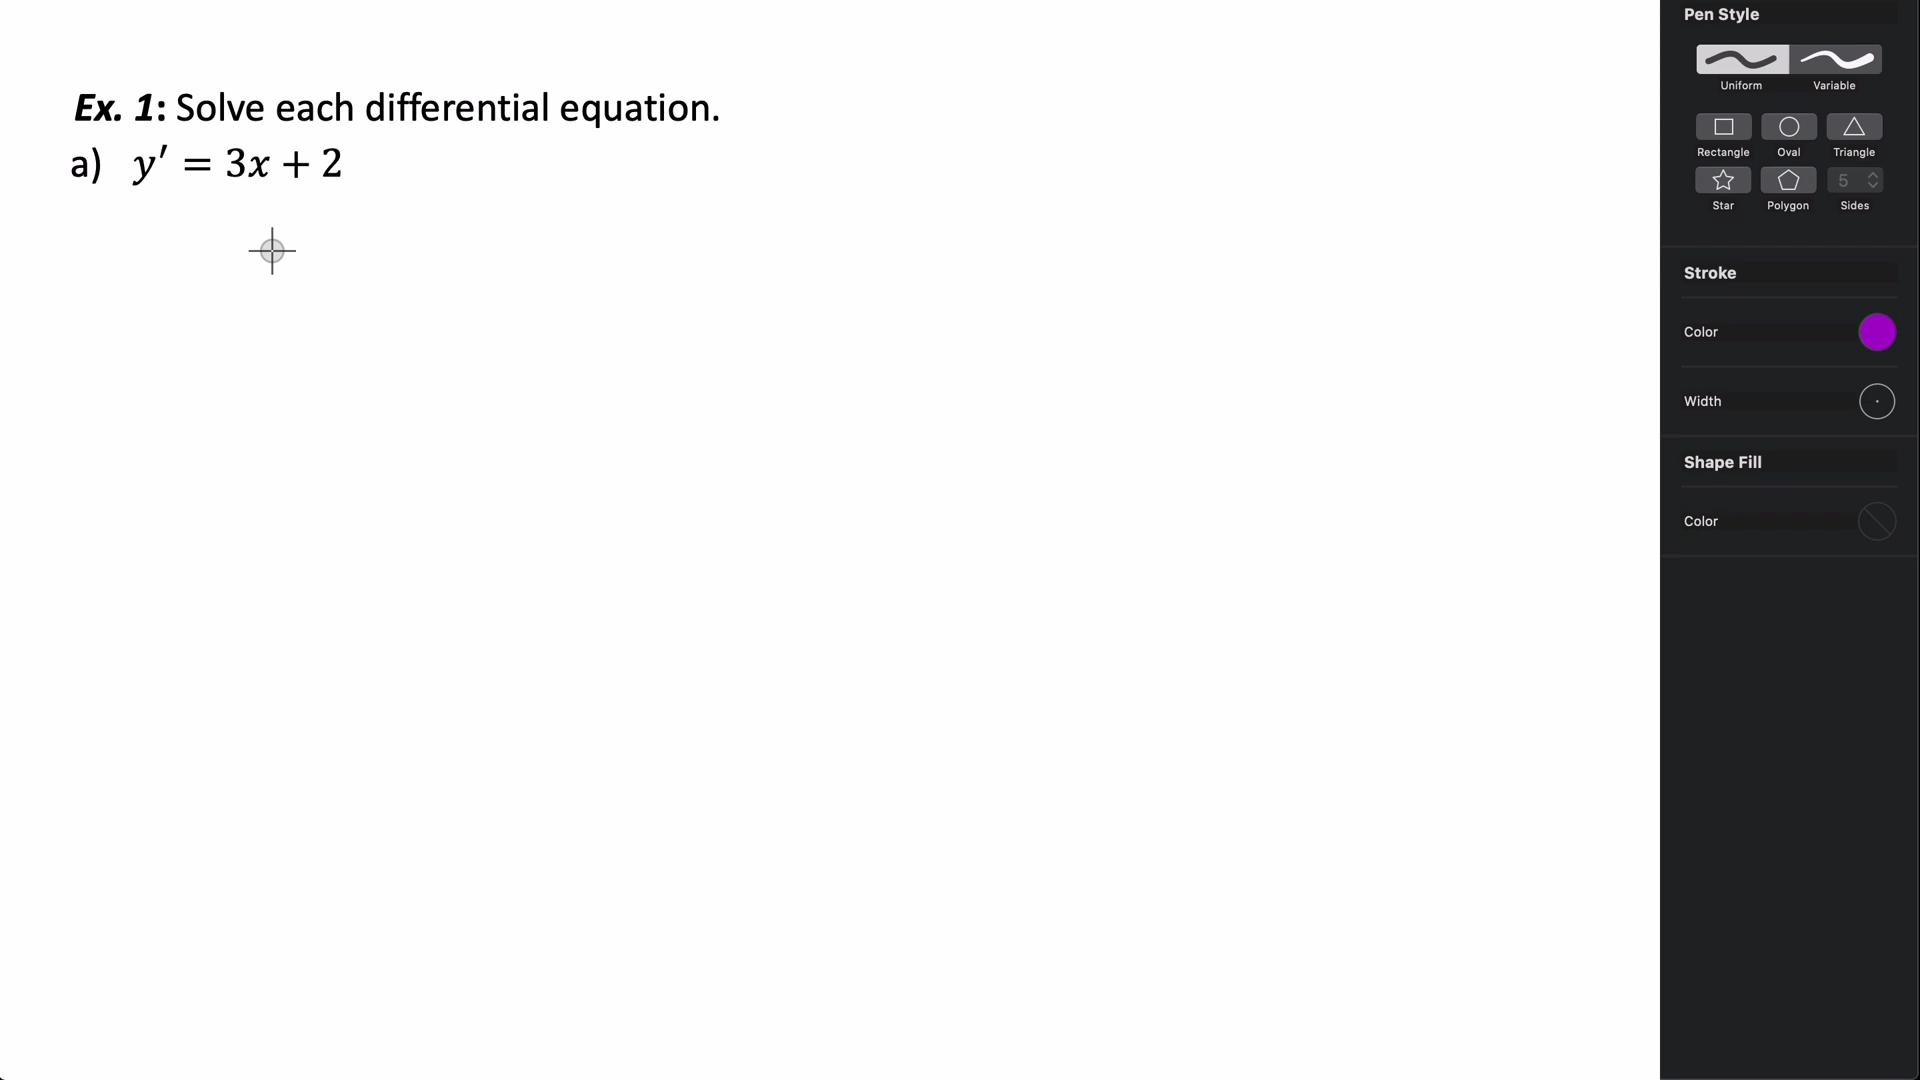 Ex. 1: Solve each differential equation.
a) y′ = 3x + 2
Pen Style
Uniform Variable
Rectangle Oval Triangle
5
Star Polygon Sides
Stroke
Color
Width
Shape Fill
Color